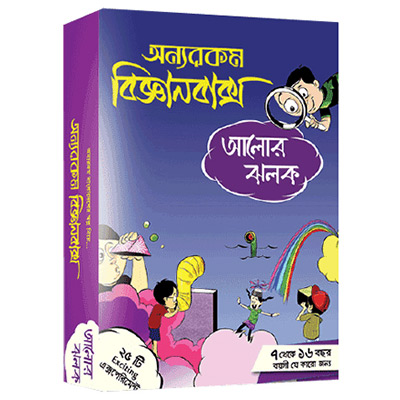 অন্যরকম
বিজ্ঞানবাক্স
আলোর
ঝলক
২৫ টি
Exciting
এক্সপেরিমেন্ট
৭ থেকে ১৬ বছর
বয়সী যে কারো জন্য
অন্যরকম বিজ্ঞানবাক্স
আলোর
ঝলক